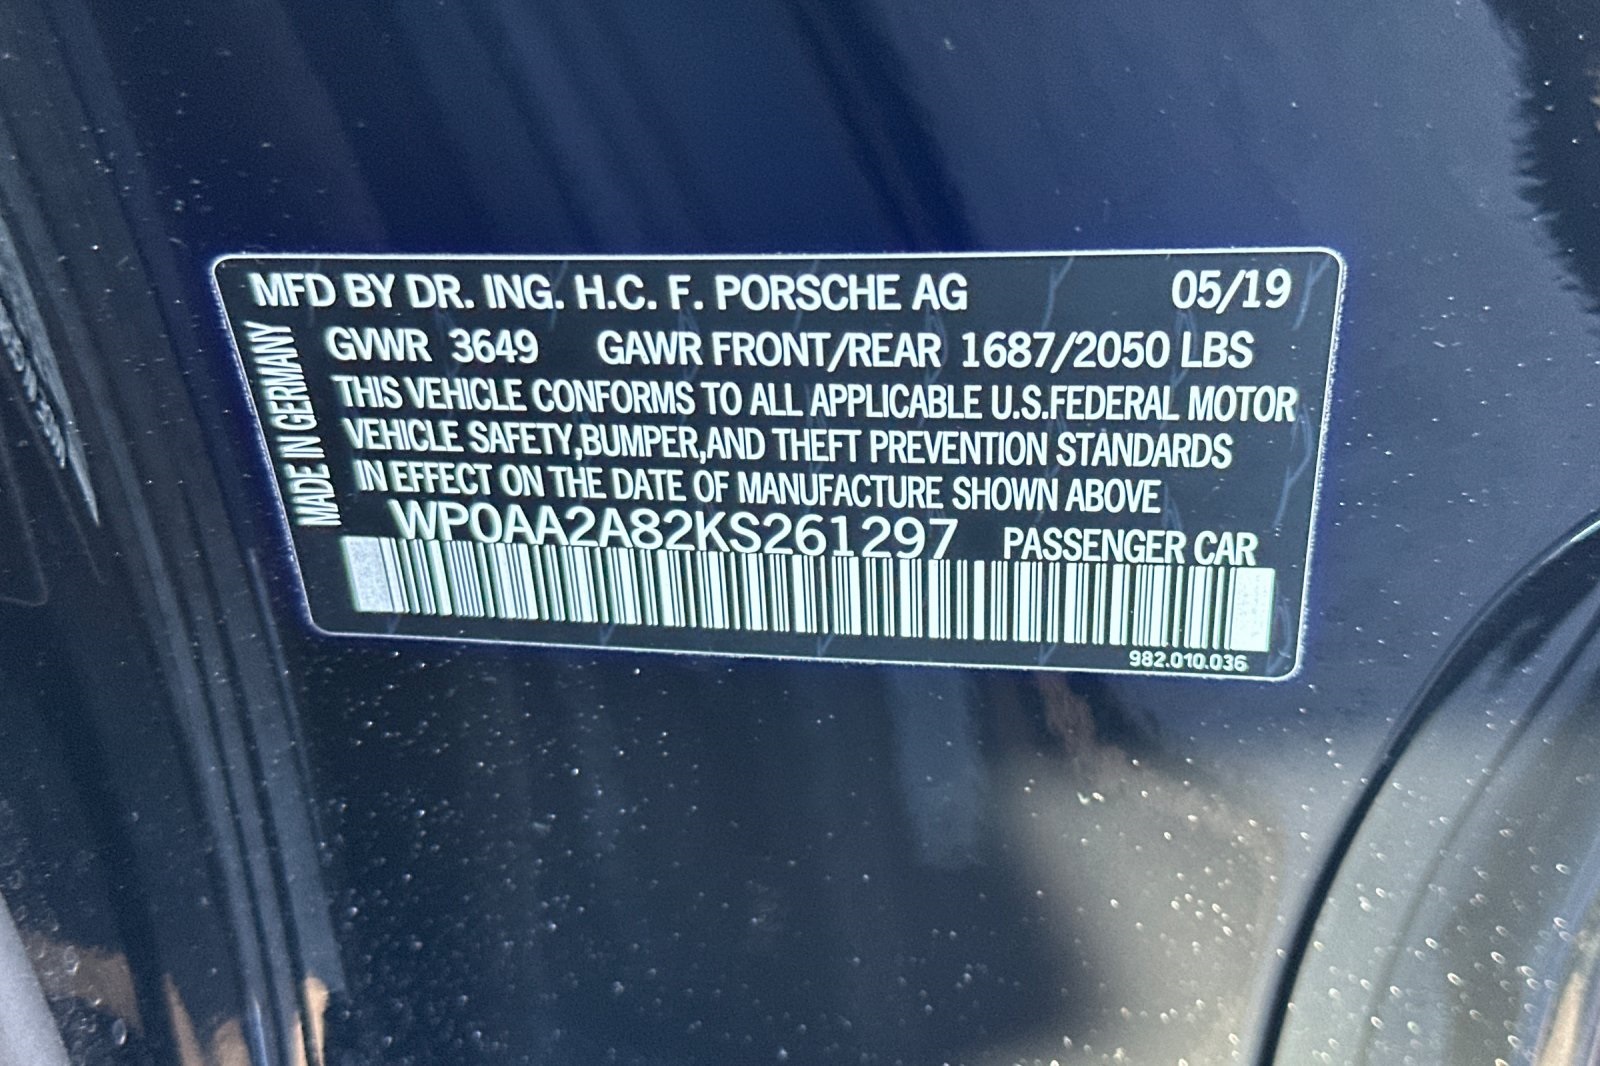 MFD BY DR. ING. H.C. F. PORSCHE AG 05/19
MADE IN GERMANY
GVWR 3649 GAWR FRONT/REAR 1687/2050 LBS
THIS VEHICLE CONFORMS TO ALL APPLICABLE U.S.FEDERAL MOTOR
VEHICLE SAFETY,BUMPER,AND THEFT PREVENTION STANDARDS
IN EFFECT ON THE DATE OF MANUFACTURE SHOWN ABOVE
WP0AA2A82KS261297 PASSENGER CAR
982.010.036